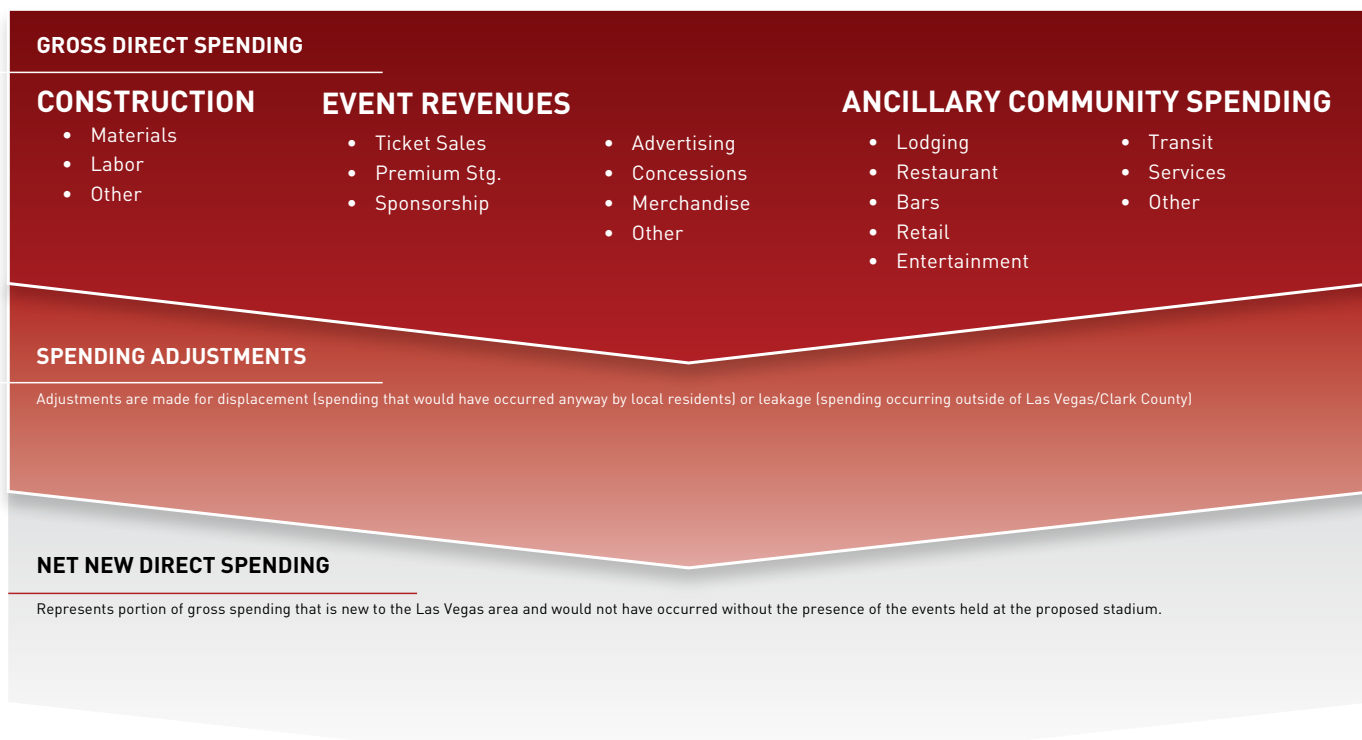 GROSS DIRECT SPENDING
CONSTRUCTION
• Materials
• Labor
• Other
EVENT REVENUES
• Ticket Sales
• Premium Stg.
• Sponsorship
• Advertising
• Concessions
• Merchandise
• Other
ANCILLARY COMMUNITY SPENDING
• Lodging
• Restaurant
• Bars
• Retail
• Entertainment
• Transit
• Services
• Other
SPENDING ADJUSTMENTS
Adjustments are made for displacement (spending that would have occurred anyway by local residents) or leakage (spending occurring outside of Las Vegas/Clark County)
NET NEW DIRECT SPENDING
Represents portion of gross spending that is new to the Las Vegas area and would not have occurred without the presence of the events held at the proposed stadium.